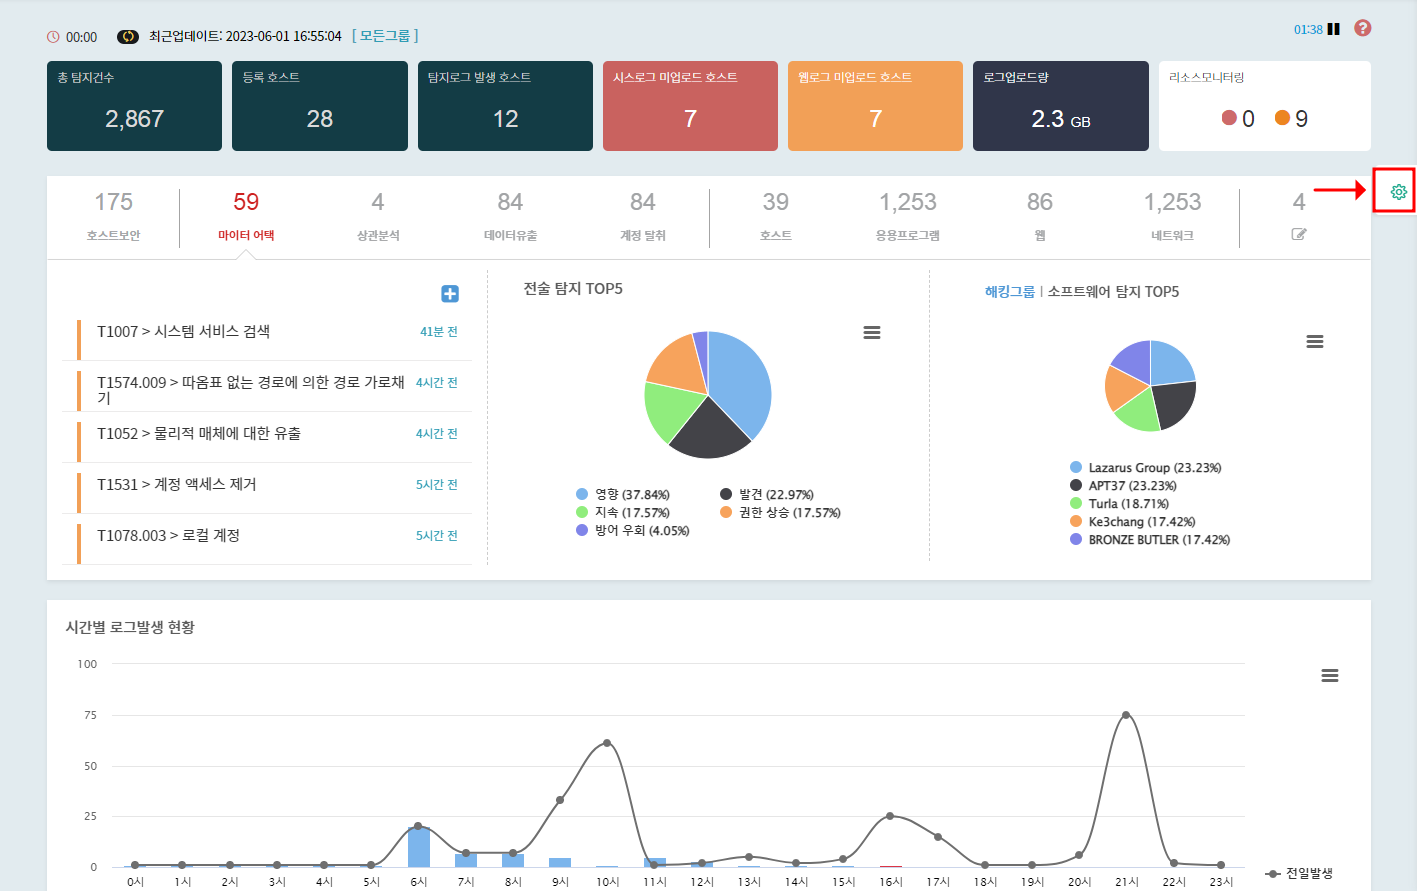 00:00 최근업데이트: 2023-06-01 16:55:04 [ 모든그룹 ] 01:38
총 탐지건수
2,867
등록 호스트
28
탐지로그 발생 호스트
12
시스로그 미업로드 호스트
7
웹로그 미업로드 호스트
7
로그업로드량
2.3 GB
리소스모니터링
0 9
175 59 4 84 84 39 1,253 86 1,253 4
호스트보안 마이터 어택 상관분석 데이터유출 계정 탈취 호스트 응용프로그램 웹 네트워크
T1007 > 시스템 서비스 검색 41분 전
T1574.009 > 따옴표 없는 경로에 의한 경로 가로채 4시간 전
기
T1052 > 물리적 매체에 대한 유출 4시간 전
T1531 > 계정 액세스 제거 5시간 전
T1078.003 > 로컬 계정 5시간 전
전술 탐지 TOP5
영향 (37.84%) 발견 (22.97%)
지속 (17.57%) 권한 상승 (17.57%)
방어 우회 (4.05%)
해킹그룹 | 소프트웨어 탐지 TOP5
Lazarus Group (23.23%)
APT37 (23.23%)
Turla (18.71%)
Ke3chang (17.42%)
BRONZE BUTLER (17.42%)
시간별 로그발생 현황
100
75
50
25
0
0시 1시 2시 3시 4시 5시 6시 7시 8시 9시 10시 11시 12시 13시 14시 15시 16시 17시 18시 19시 20시 21시 22시 23시
전일발생